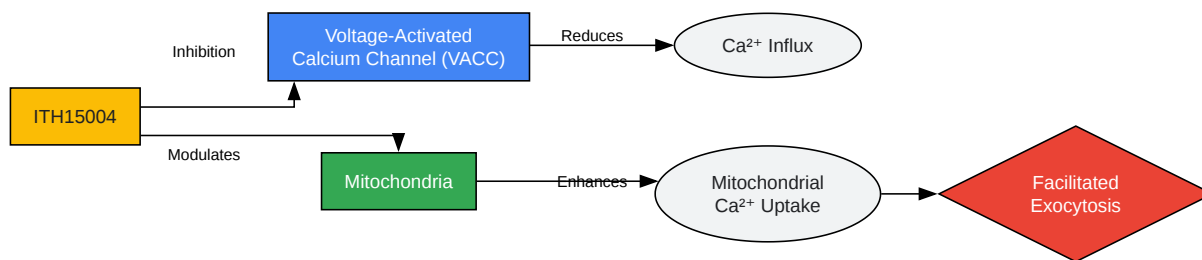 Voltage-Activated
Calcium Channel (VACC)
Inhibition
Reduces
Ca²⁺ Influx
ITH15004
Modulates
Mitochondria
Enhances
Mitochondrial
Ca²⁺ Uptake
Facilitated
Exocytosis